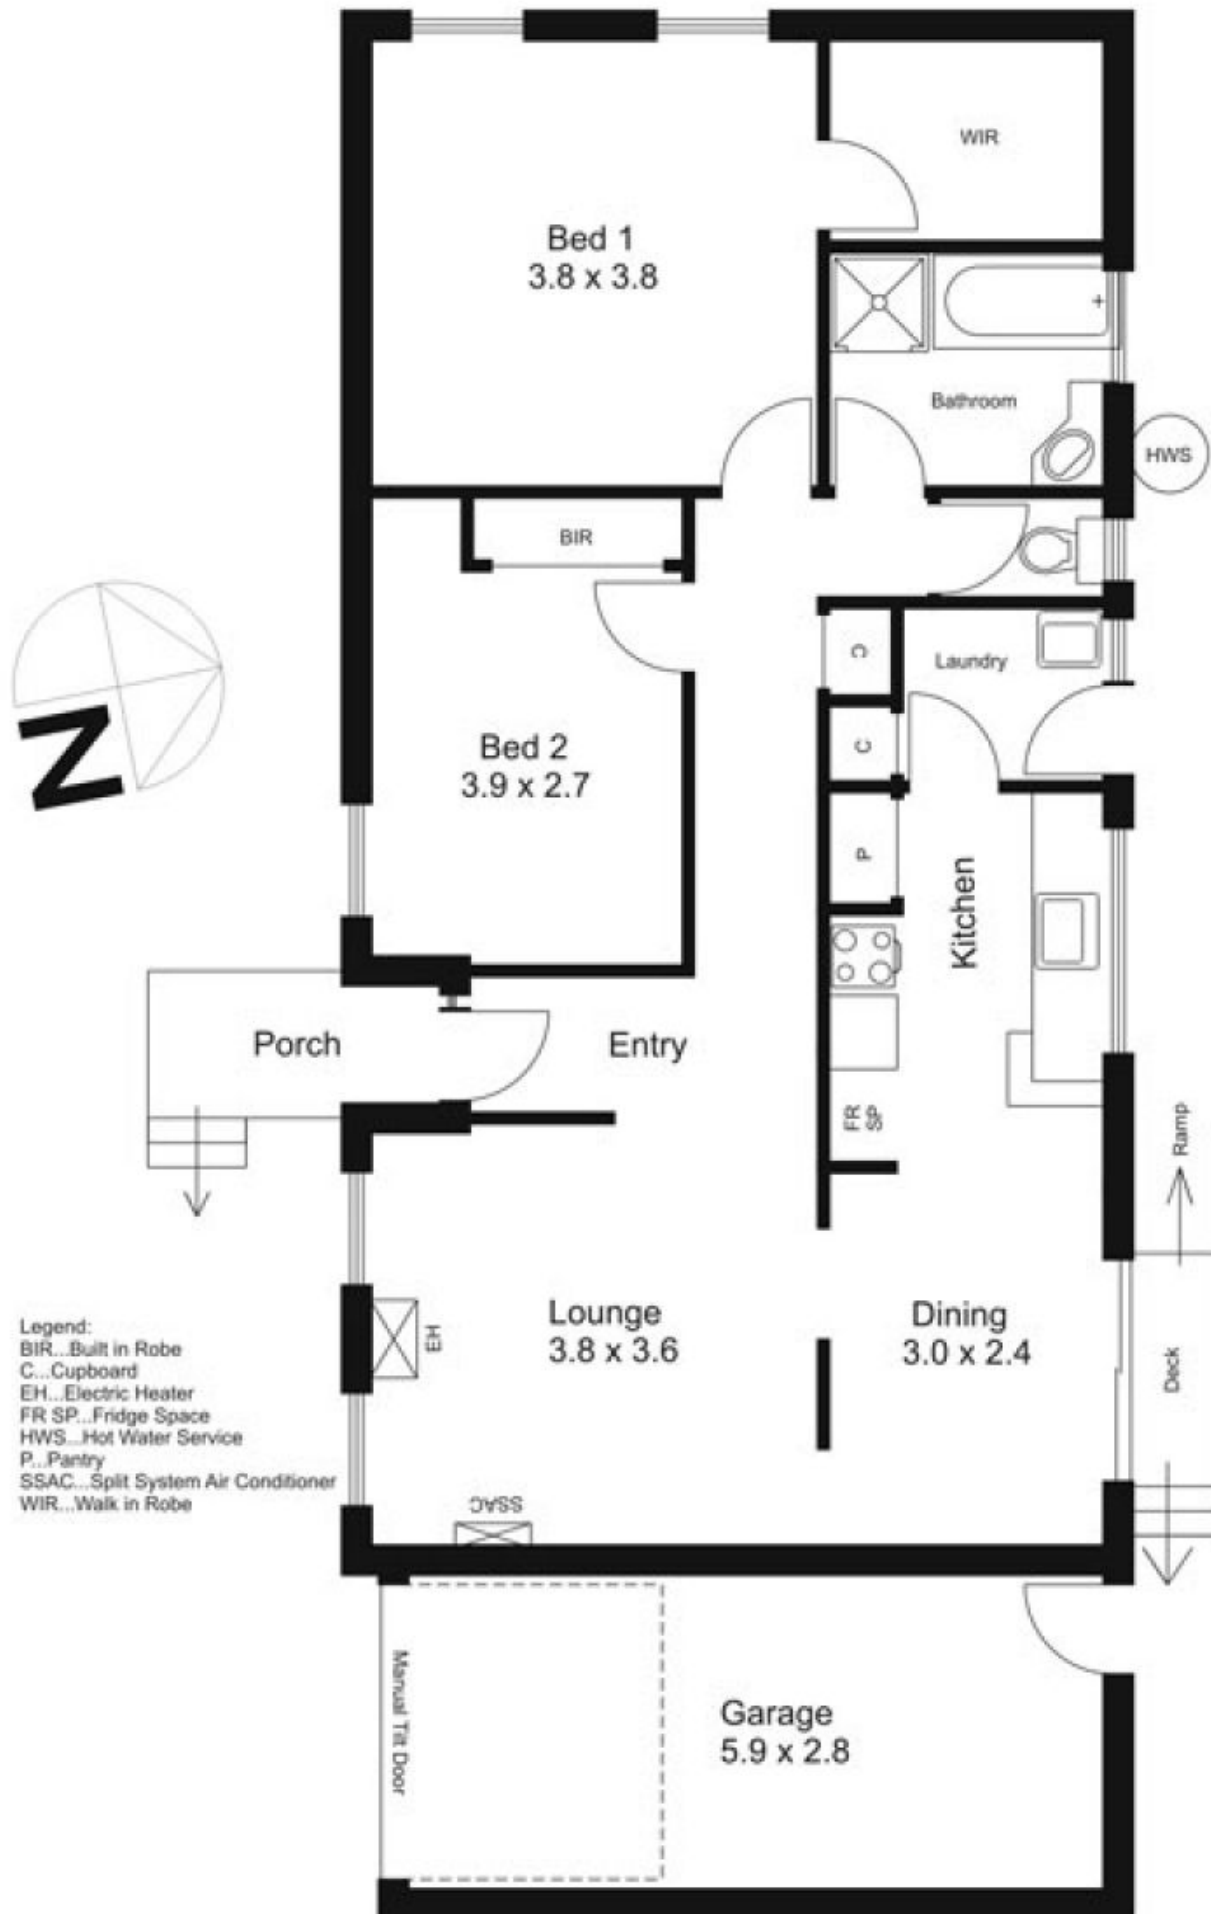 WIR
Bed 1
3.8 x 3.8
Bathroom
HWS
BIR
C
Laundry
N
C
Bed 2
3.9 x 2.7
P
Kitchen
Porch
Entry
FR
SP
Ramp
Lounge
3.8 x 3.6
Dining
3.0 x 2.4
EH
Deck
Legend:
BIR...Built in Robe
C...Cupboard
EH...Electric Heater
FR SP...Fridge Space
HWS...Hot Water Service
P...Pantry
SSAC...Split System Air Conditioner
WIR...Walk in Robe
SSAC
Manual Tilt Door
Garage
5.9 x 2.8